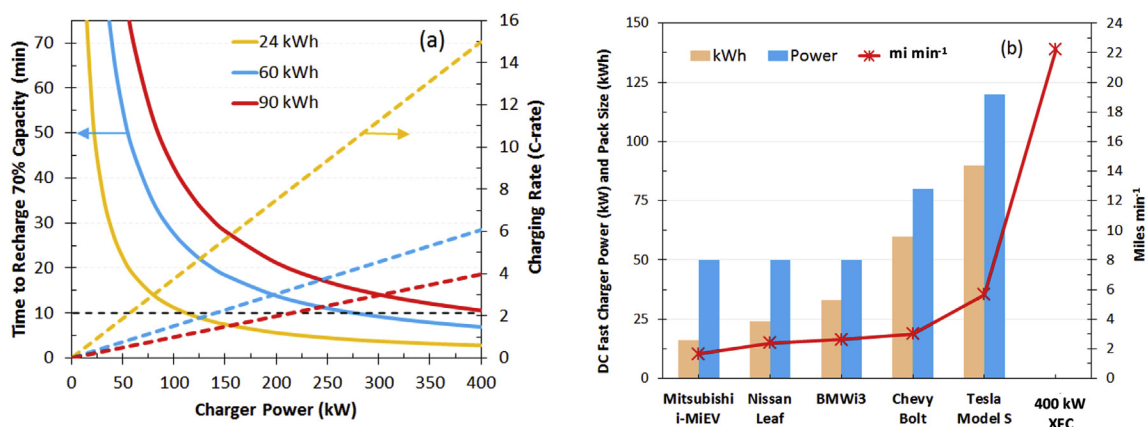 Time to Recharge 70% Capacity (min)
70
60
50
40
30
20
10
0
(a)
24 kWh
60 kWh
90 kWh
16
14
12
10
8
6
4
2
0
Charging Rate (C-rate)
0 50 100 150 200 250 300 350 400
Charger Power (kW)
DC Fast Charger Power (kW) and Pack Size (kWh)
150
125
100
75
50
25
0
kWh Power mi min⁻¹
(b)
24
22
20
18
16
14
12
10
8
6
4
2
0
Miles min⁻¹
Mitsubishi
i-MiEV
Nissan
Leaf
BMWi3
Chevy
Bolt
Tesla
Model S
400 kW
XFC